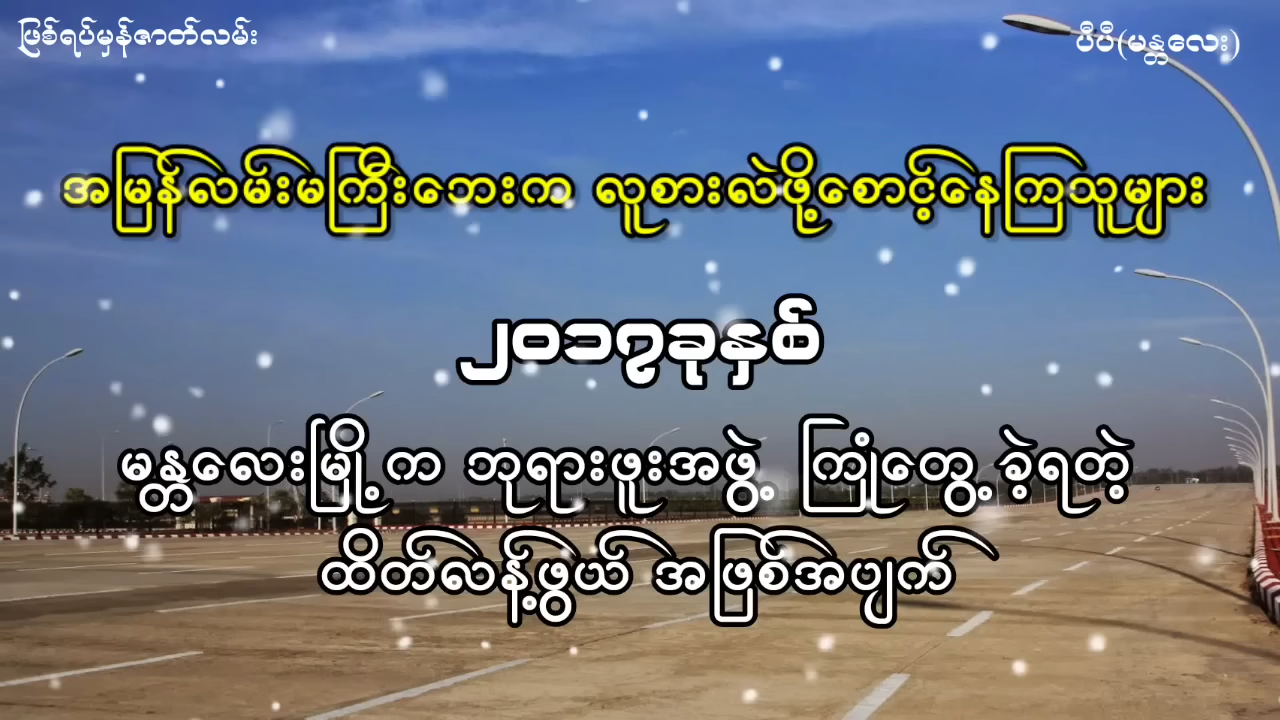 ဖြစ်ရပ်မှန်ဇာတ်လမ်း
ပီပီ(မန္တလေး)
အမြန်လမ်းမကြီးဘေးက လူစားလဲဖို့စောင့်နေကြသူများ
၂၀၁၇ခုနှစ်
မန္တလေးမြို့က ဘုရားဖူးအဖွဲ့ ကြုံတွေ့ခဲ့ရတဲ့
ထိတ်လန့်ဖွယ် အဖြစ်အပျက်